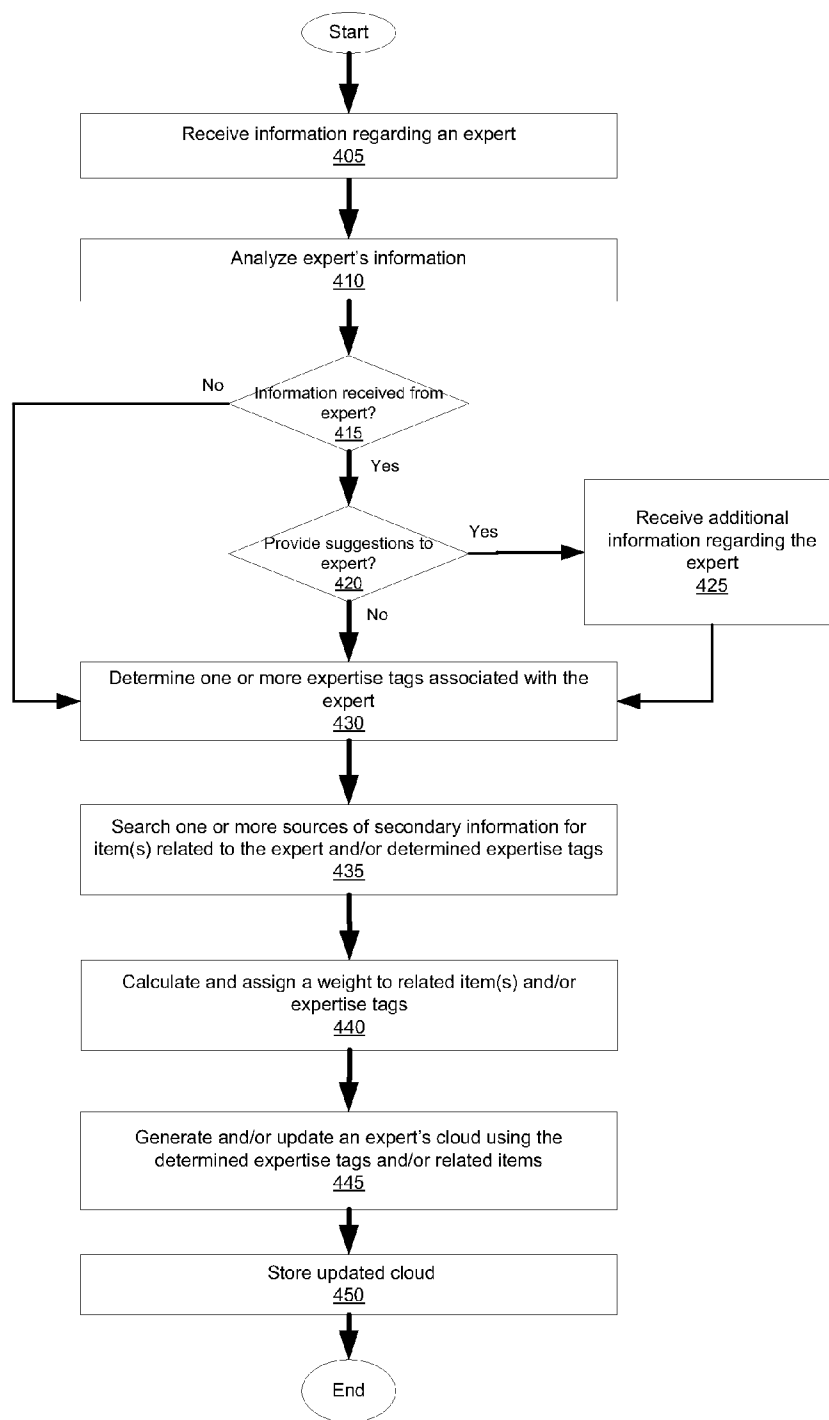 Start
Receive information regarding an expert
405
Analyze expert's information
410
No
Information received from
expert?
415
Yes
Provide suggestions to
expert?
420
Yes
Receive additional
information regarding the
expert
425
No
Determine one or more expertise tags associated with the
expert
430
Search one or more sources of secondary information for
item(s) related to the expert and/or determined expertise tags
435
Calculate and assign a weight to related item(s) and/or
expertise tags
440
Generate and/or update an expert's cloud using the
determined expertise tags and/or related items
445
Store updated cloud
450
End